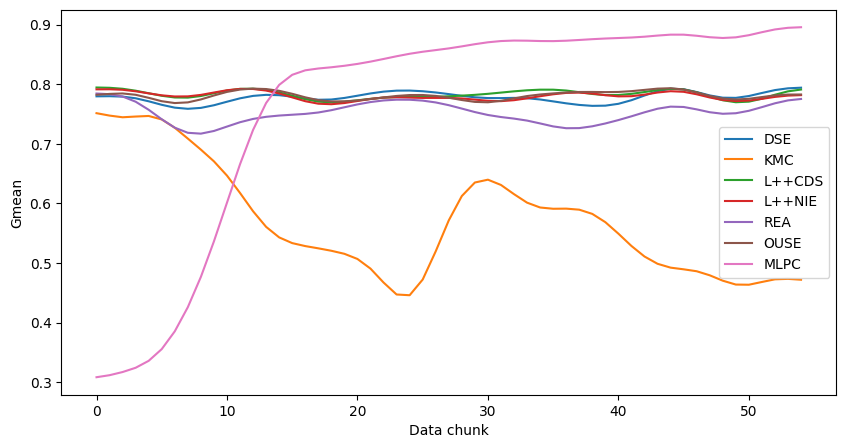 0.9
0.8
0.7
0.6
0.5
0.4
0.3
Gmean
0
10
20
30
40
50
Data chunk
DSE
KMC
L++CDS
L++NIE
REA
OUSE
MLPC